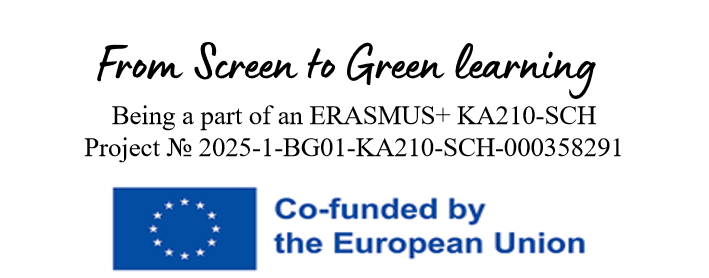 From Screen to Green learning
Being a part of an ERASMUS+ KA210-SCH
Project № 2025-1-BG01-KA210-SCH-000358291
Co-funded by
the European Union